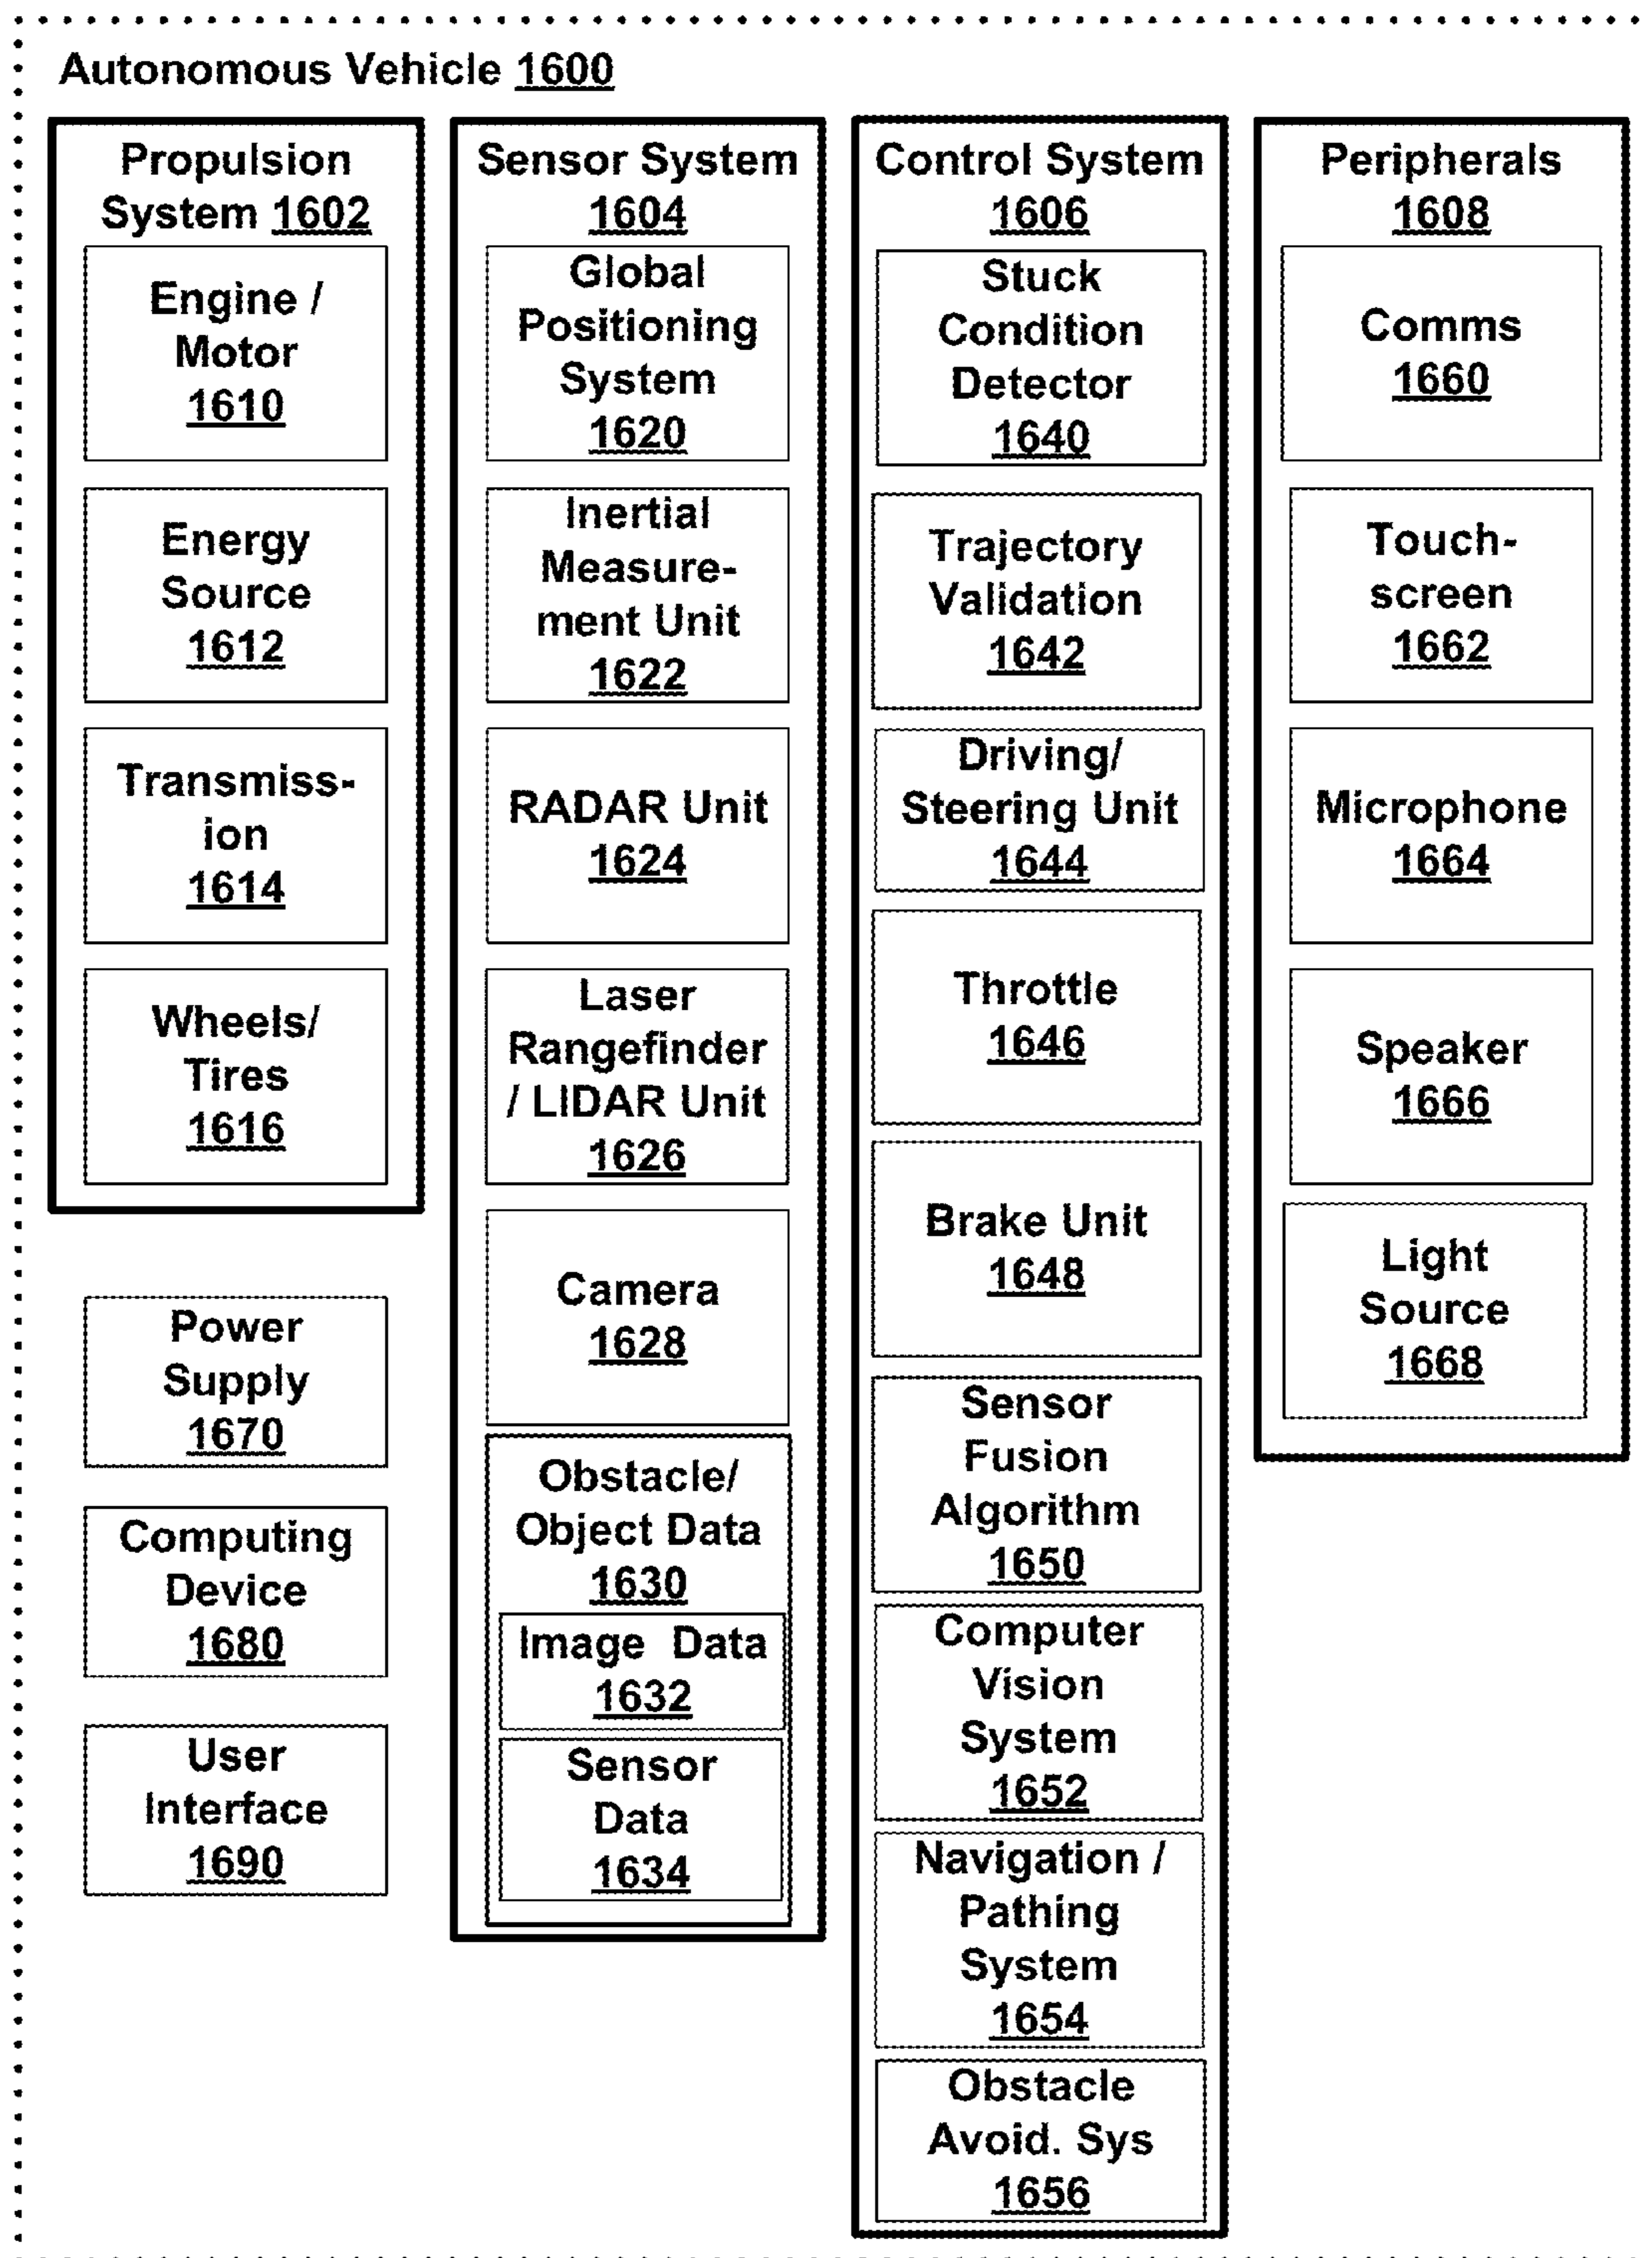 Autonomous Vehicle 1600
Propulsion
System 1602
Engine /
Motor
1610
Energy
Source
1612
Transmiss-
ion
1614
Wheels/
Tires
1616
Power
Supply
1670
Computing
Device
1680
User
Interface
1690
Sensor System
1604
Global
Positioning
System
1620
Inertial
Measure-
ment Unit
1622
RADAR Unit
1624
Laser
Rangefinder
/ LIDAR Unit
1626
Camera
1628
Obstacle/
Object Data
1630
Image Data
1632
Sensor
Data
1634
Control System
1606
Stuck
Condition
Detector
1640
Trajectory
Validation
1642
Driving/
Steering Unit
1644
Throttle
1646
Brake Unit
1648
Sensor
Fusion
Algorithm
1650
Computer
Vision
System
1652
Navigation /
Pathing
System
1654
Obstacle
Avoid. Sys
1656
Peripherals
1608
Comms
1660
Touch-
screen
1662
Microphone
1664
Speaker
1666
Light
Source
1668